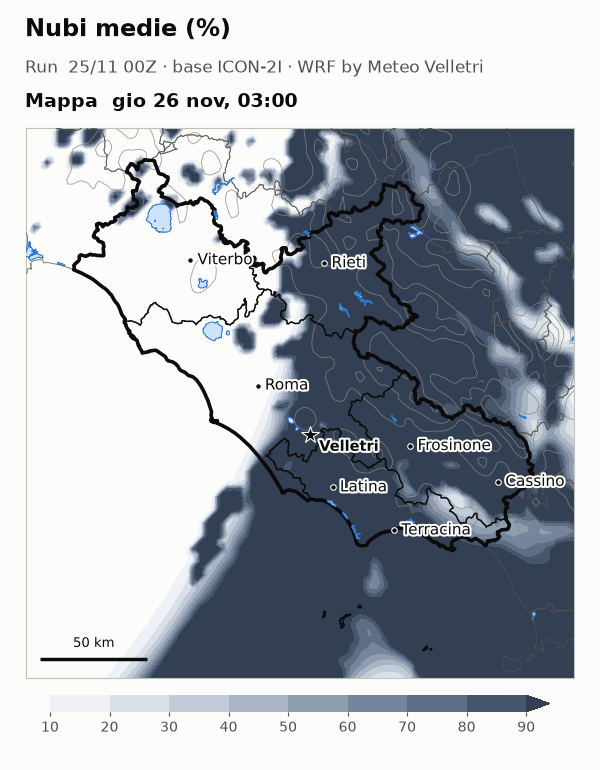 Nubi medie (%)
Run 25/11 00Z · base ICON-2I · WRF by Meteo Velletri
Mappa gio 26 nov, 03:00
Viterbo
Rieti
Roma
Velletri
Frosinone
Cassino
Latina
Terracina
50 km
10 20 30 40 50 60 70 80 90